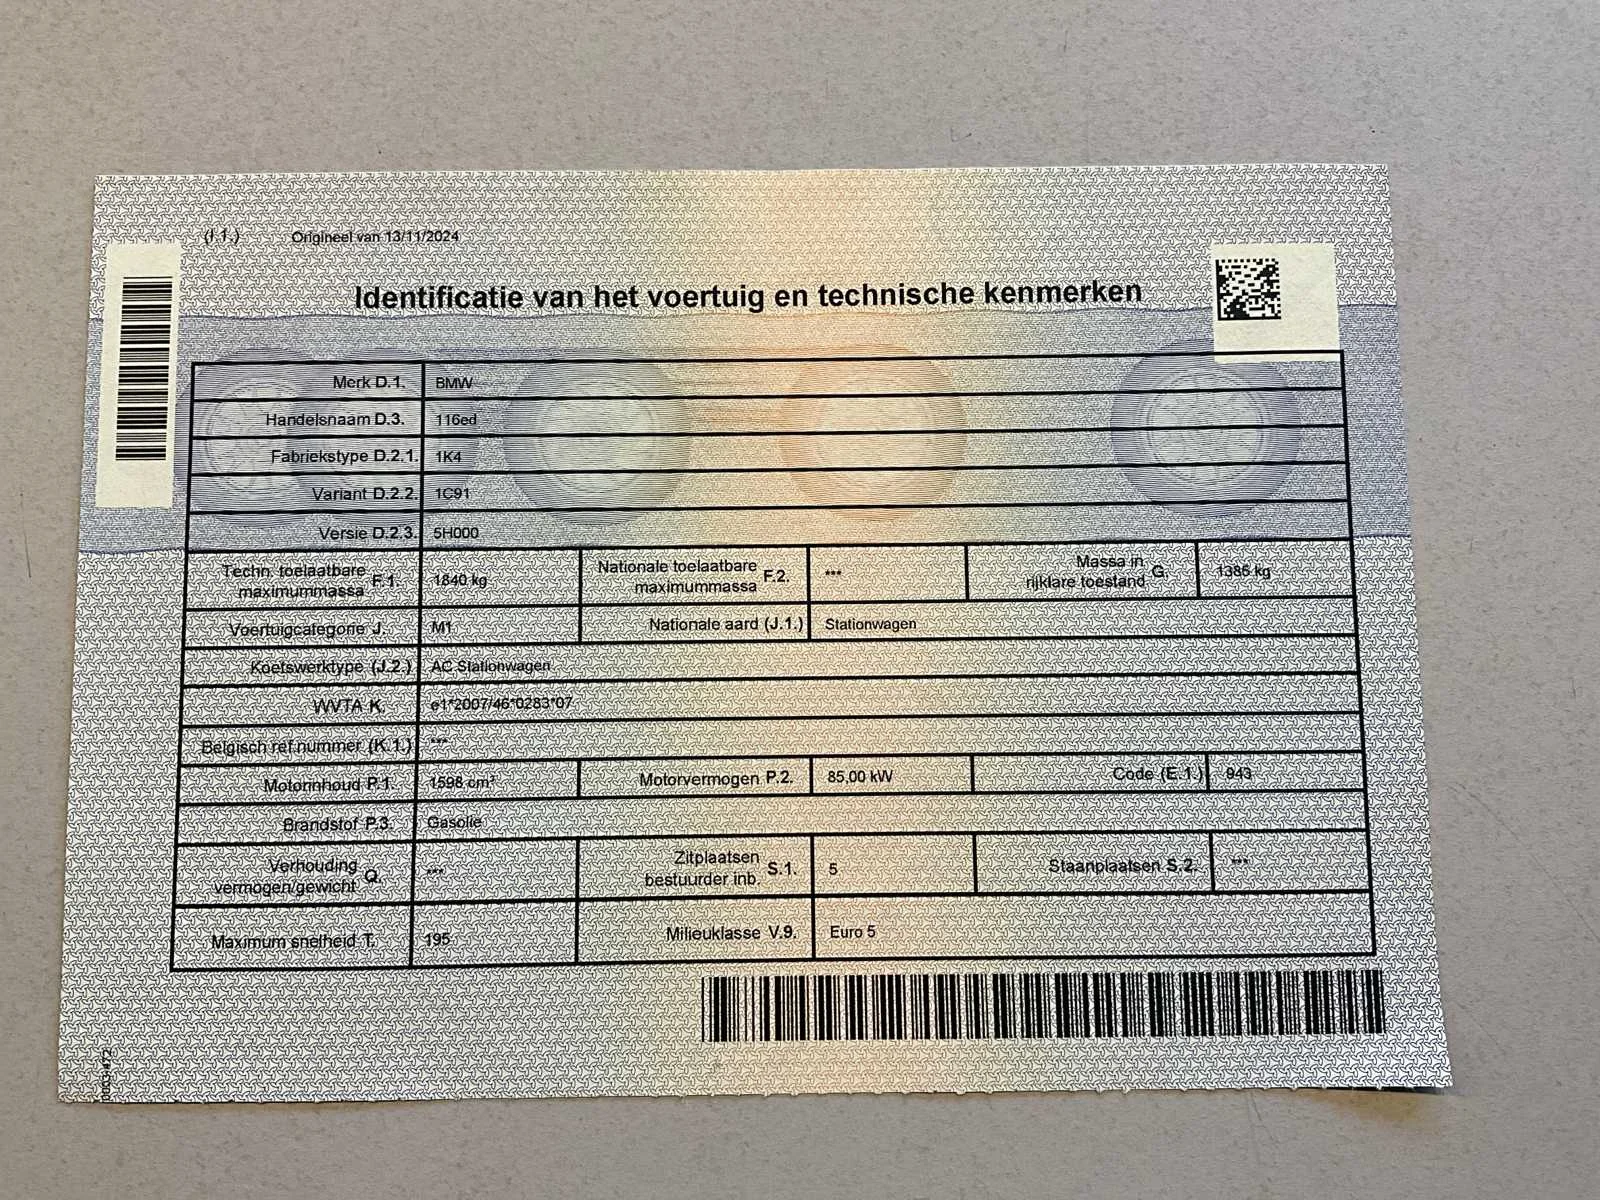 (I.1.) Origineel van 13/11/2024
Identificatie van het voertuig en technische kenmerken
Merk D.1. BMW
Handelsnaam D.3. 116ed
Fabriekstype D.2.1. 1K4
Variant D.2.2. 1C91
Versie D.2.3. 5H000
Techn. toelaatbare maximummassa F.1. 1840 kg Nationale toelaatbare maximummassa F.2. *** Massa in rijklare toestand G. 1385 kg
Voertuigcategorie J. M1 Nationale aard (J.1.) Stationwagen
Koetswerktype (J.2.) AC Stationwagen
WVTA K. e1*2007/46*0283*07
Belgisch ref.nummer (K.1.) ***
Motorinhoud P.1. 1598 cm³ Motorvermogen P.2. 85,00 kW Code (E.1.) 943
Brandstof P.3. Gasolie
Verhouding vermogen/gewicht Q. *** Zitplaatsen bestuurder inb. S.1. 5 Staanplaatsen S.2. ***
Maximum snelheid T. 195 Milieuklasse V.9. Euro 5